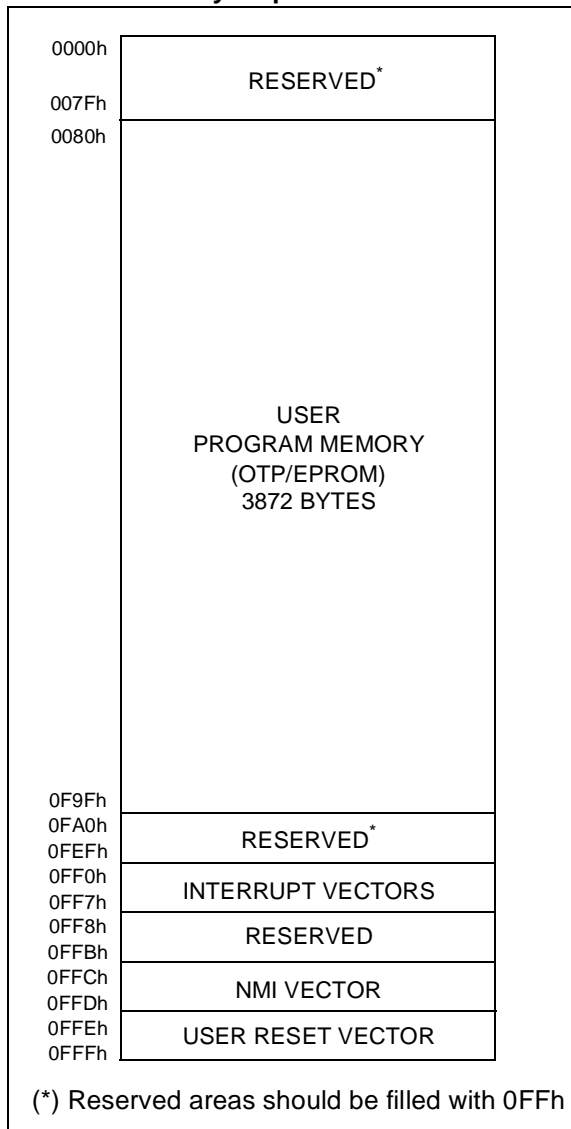 0000h
RESERVED*
007Fh
0080h
USER
PROGRAM MEMORY
(OTP/EPROM)
3872 BYTES
0F9Fh
0FA0h
RESERVED*
0FEFh
0FF0h
INTERRUPT VECTORS
0FF7h
0FF8h
RESERVED
0FFBh
0FFCh
NMI VECTOR
0FFDh
0FFEh
USER RESET VECTOR
0FFFh
(*) Reserved areas should be filled with 0FFh